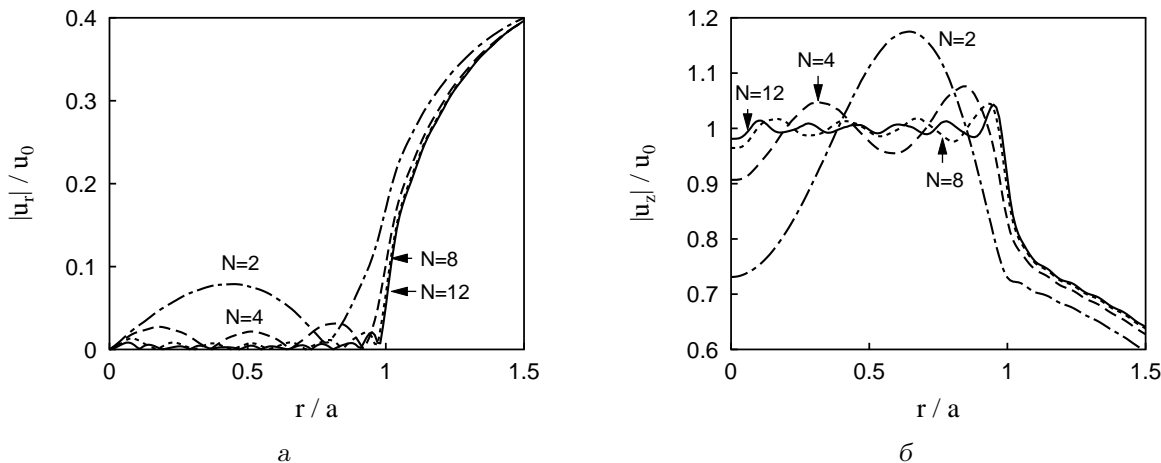 0.4
0.3
0.2
0.1
0
|u_r| / u_0
N=2
N=4
N=8
N=12
0
0.5
1
1.5
r / a
а
1.2
1.1
1
0.9
0.8
0.7
0.6
|u_z| / u_0
N=2
N=4
N=12
N=8
0
0.5
1
1.5
r / a
б